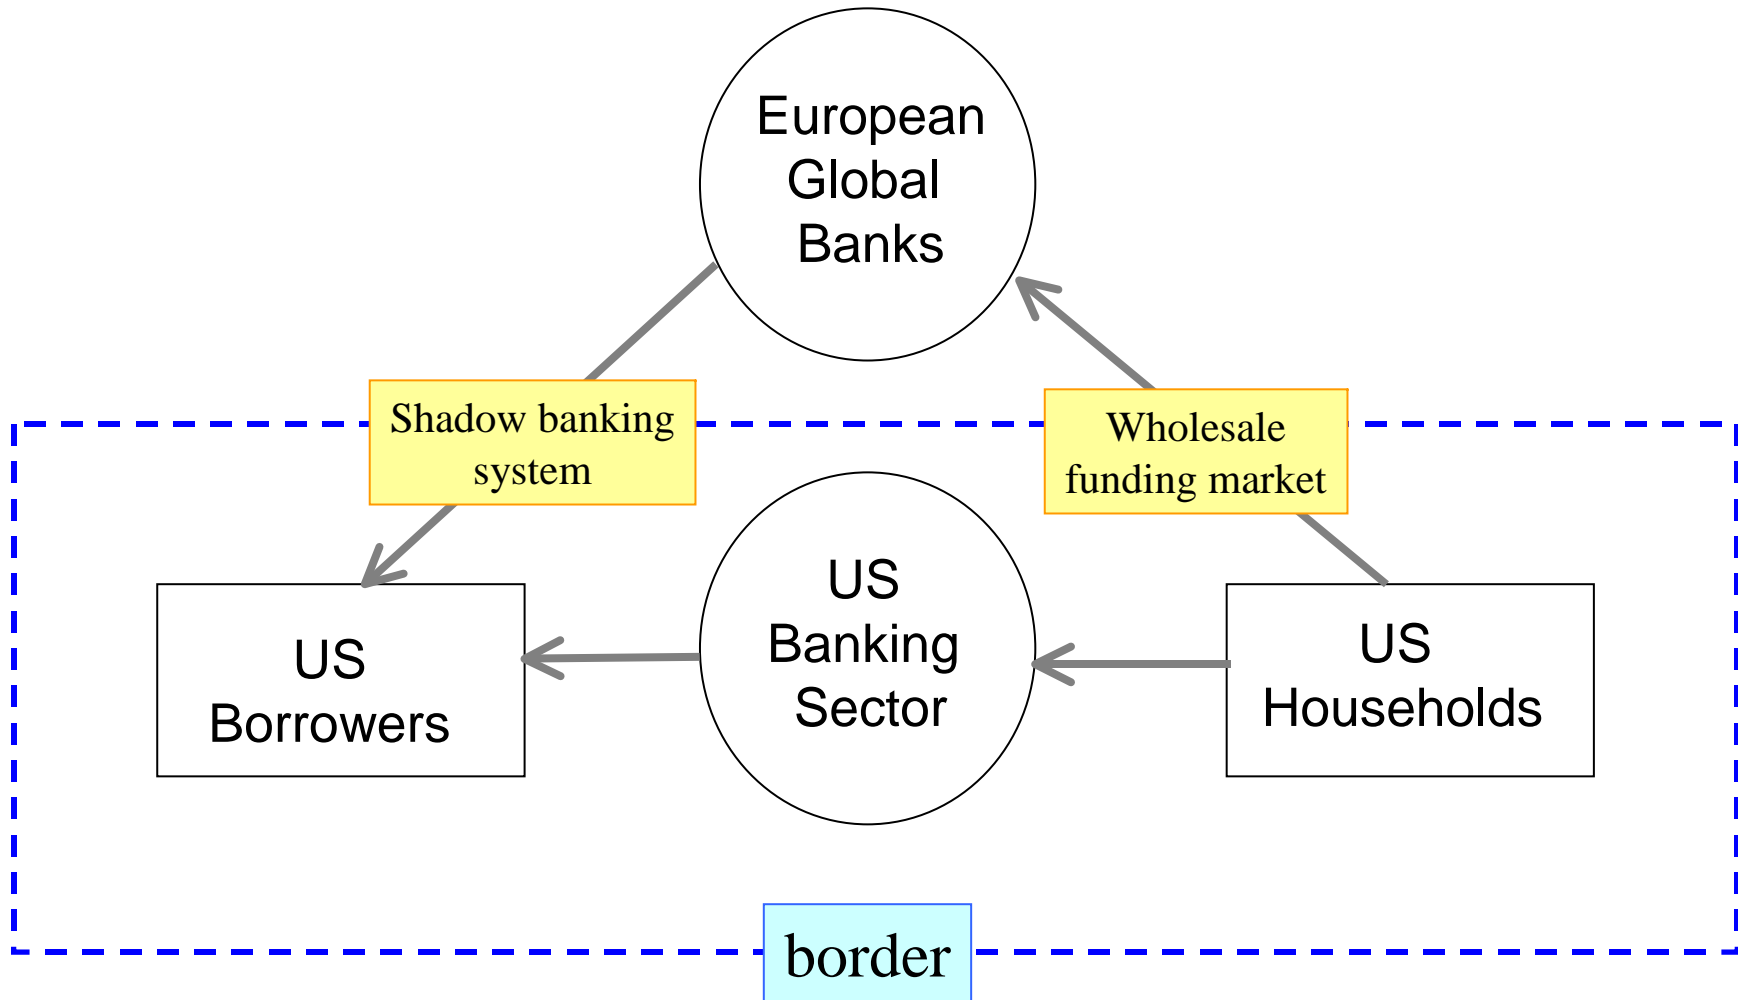 European
Global
Banks
Shadow banking
system
Wholesale
funding market
US
Borrowers
US
Banking
Sector
US
Households
border